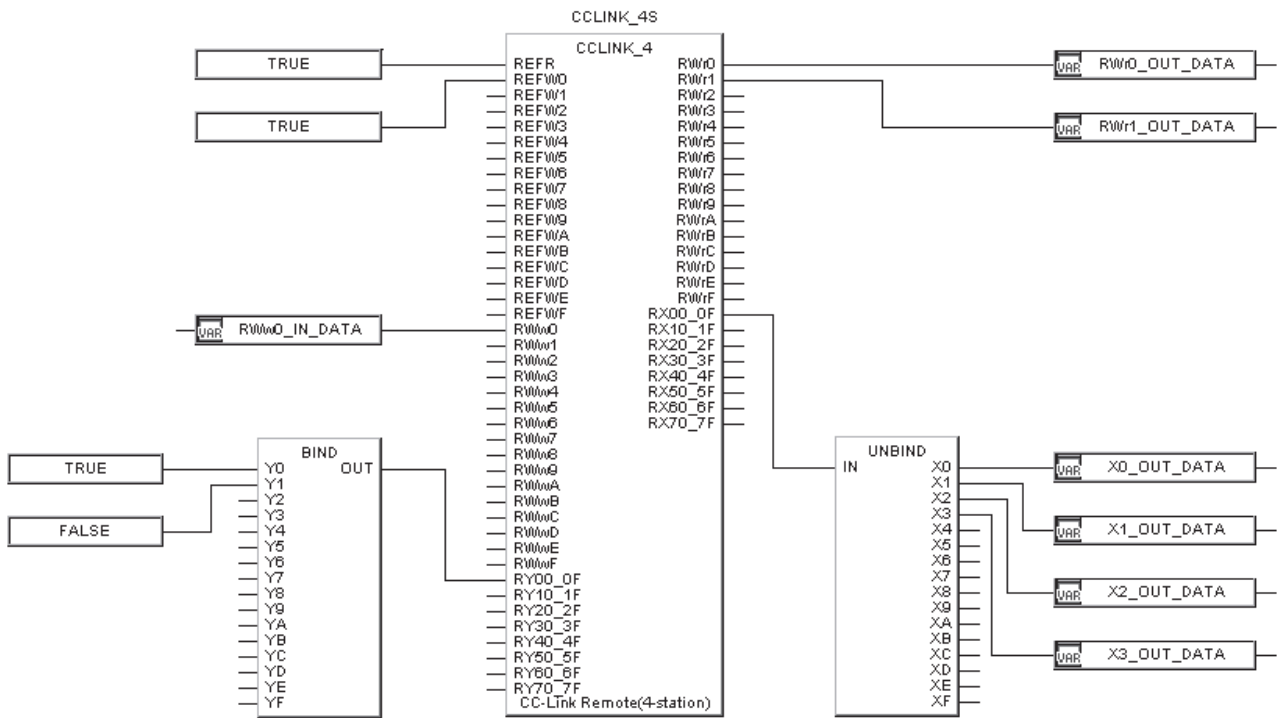 CCLINK_4S
CCLINK_4
TRUE
TRUE
VAR RWw0_IN_DATA
REFR
REFW0
REFW1
REFW2
REFW3
REFW4
REFW5
REFW6
REFW7
REFW8
REFW9
REFWA
REFWB
REFWC
REFWD
REFWE
REFWF
RWw0
RWw1
RWw2
RWw3
RWw4
RWw5
RWw6
RWw7
RWw8
RWw9
RWwA
RWwB
RWwC
RWwD
RWwE
RWwF
RY00_0F
RY10_1F
RY20_2F
RY30_3F
RY40_4F
RY50_5F
RY60_6F
RY70_7F
RWr0
RWr1
RWr2
RWr3
RWr4
RWr5
RWr6
RWr7
RWr8
RWr9
RWrA
RWrB
RWrC
RWrD
RWrE
RWrF
RX00_0F
RX10_1F
RX20_2F
RX30_3F
RX40_4F
RX50_5F
RX60_6F
RX70_7F
CC-Link Remote(4-station)
VAR RWr0_OUT_DATA
VAR RWr1_OUT_DATA
TRUE
FALSE
BIND
Y0 OUT
Y1
Y2
Y3
Y4
Y5
Y6
Y7
Y8
Y9
YA
YB
YC
YD
YE
YF
UNBIND
IN X0
X1
X2
X3
X4
X5
X6
X7
X8
X9
XA
XB
XC
XD
XE
XF
VAR X0_OUT_DATA
VAR X1_OUT_DATA
VAR X2_OUT_DATA
VAR X3_OUT_DATA